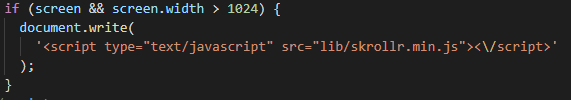 if (screen && screen.width > 1024) {
document.write(
'<script type="text/javascript" src="lib/skrollr.min.js"><\/script>'
);
}